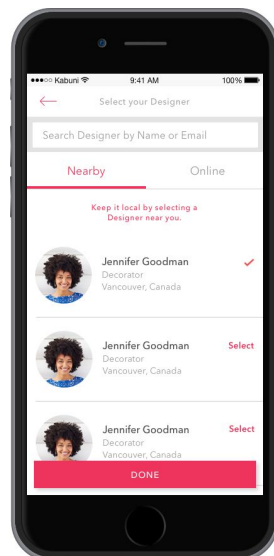 Kabuni 9:41 AM 100%
Select your Designer
Search Designer by Name or Email
Nearby Online
Keep it local by selecting a
Designer near you.
Jennifer Goodman
Decorator
Vancouver, Canada
Jennifer Goodman Select
Decorator
Vancouver, Canada
Jennifer Goodman Select
Decorator
DONE